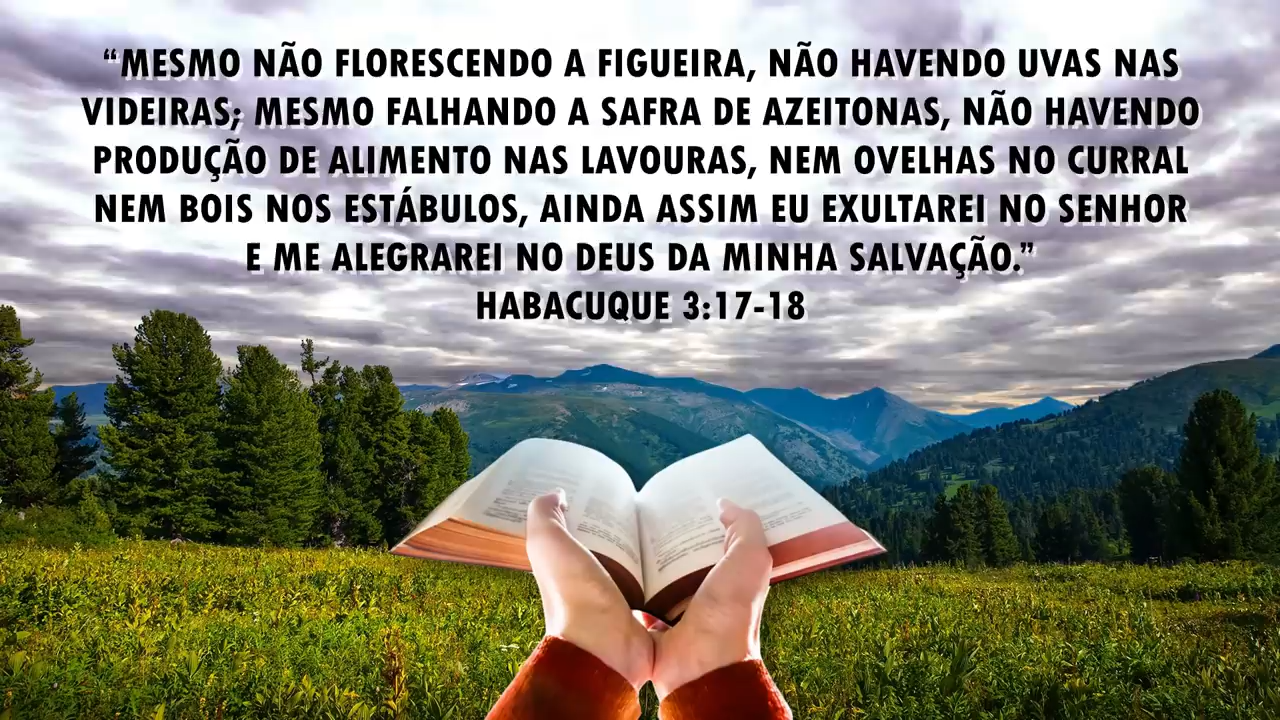 “MESMO NÃO FLORESCENDO A FIGUEIRA, NÃO HAVENDO UVAS NAS
VIDEIRAS; MESMO FALHANDO A SAFRA DE AZEITONAS, NÃO HAVENDO
PRODUÇÃO DE ALIMENTO NAS LAVOURAS, NEM OVELHAS NO CURRAL
NEM BOIS NOS ESTÁBULOS, AINDA ASSIM EU EXULTAREI NO SENHOR
E ME ALEGRAREI NO DEUS DA MINHA SALVAÇÃO.”
HABACUQUE 3:17-18